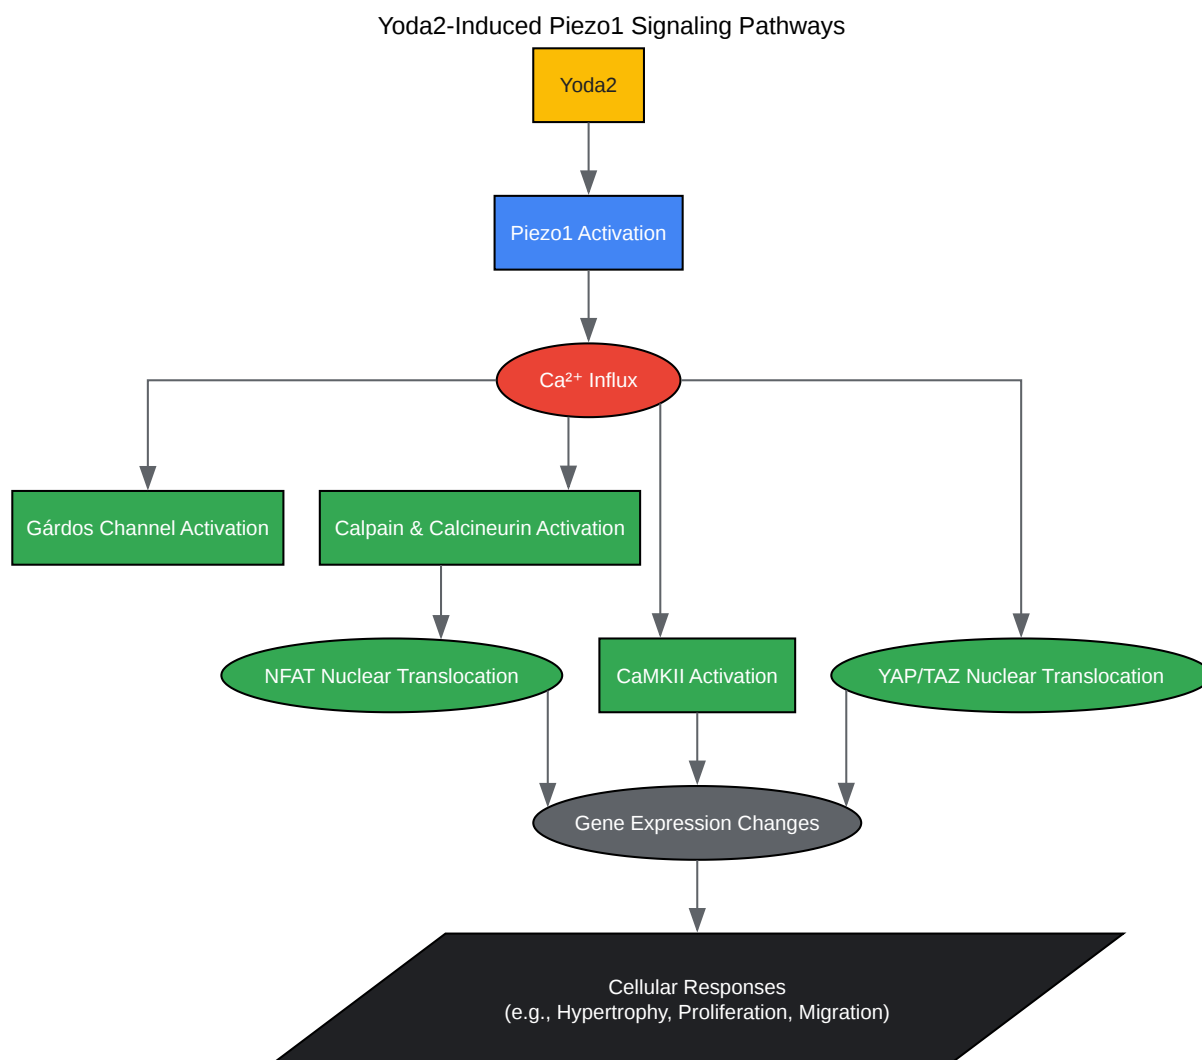 Yoda2-Induced Piezo1 Signaling Pathways
Yoda2
Piezo1 Activation
Ca²⁺ Influx
Gárdos Channel Activation
Calpain & Calcineurin Activation
NFAT Nuclear Translocation
CaMKII Activation
YAP/TAZ Nuclear Translocation
Gene Expression Changes
Cellular Responses
(e.g., Hypertrophy, Proliferation, Migration)